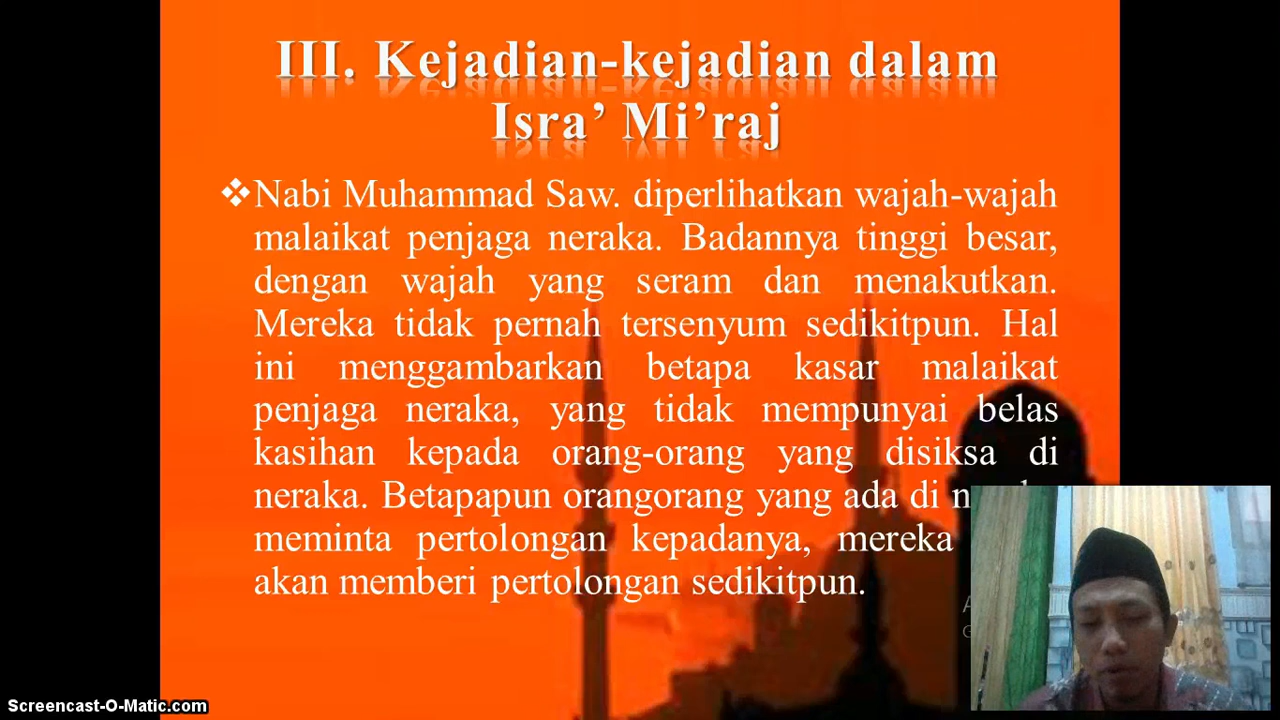 III. Kejadian-kejadian dalam
Isra’ Mi’raj
❖Nabi Muhammad Saw. diperlihatkan wajah-wajah
malaikat penjaga neraka. Badannya tinggi besar,
dengan wajah yang seram dan menakutkan.
Mereka tidak pernah tersenyum sedikitpun. Hal
ini menggambarkan betapa kasar malaikat
penjaga neraka, yang tidak mempunyai belas
kasihan kepada orang-orang yang disiksa di
neraka. Betapapun orangorang yang ada di
meminta pertolongan kepadanya, mereka
akan memberi pertolongan sedikitpun.
Screencast-O-Matic.com